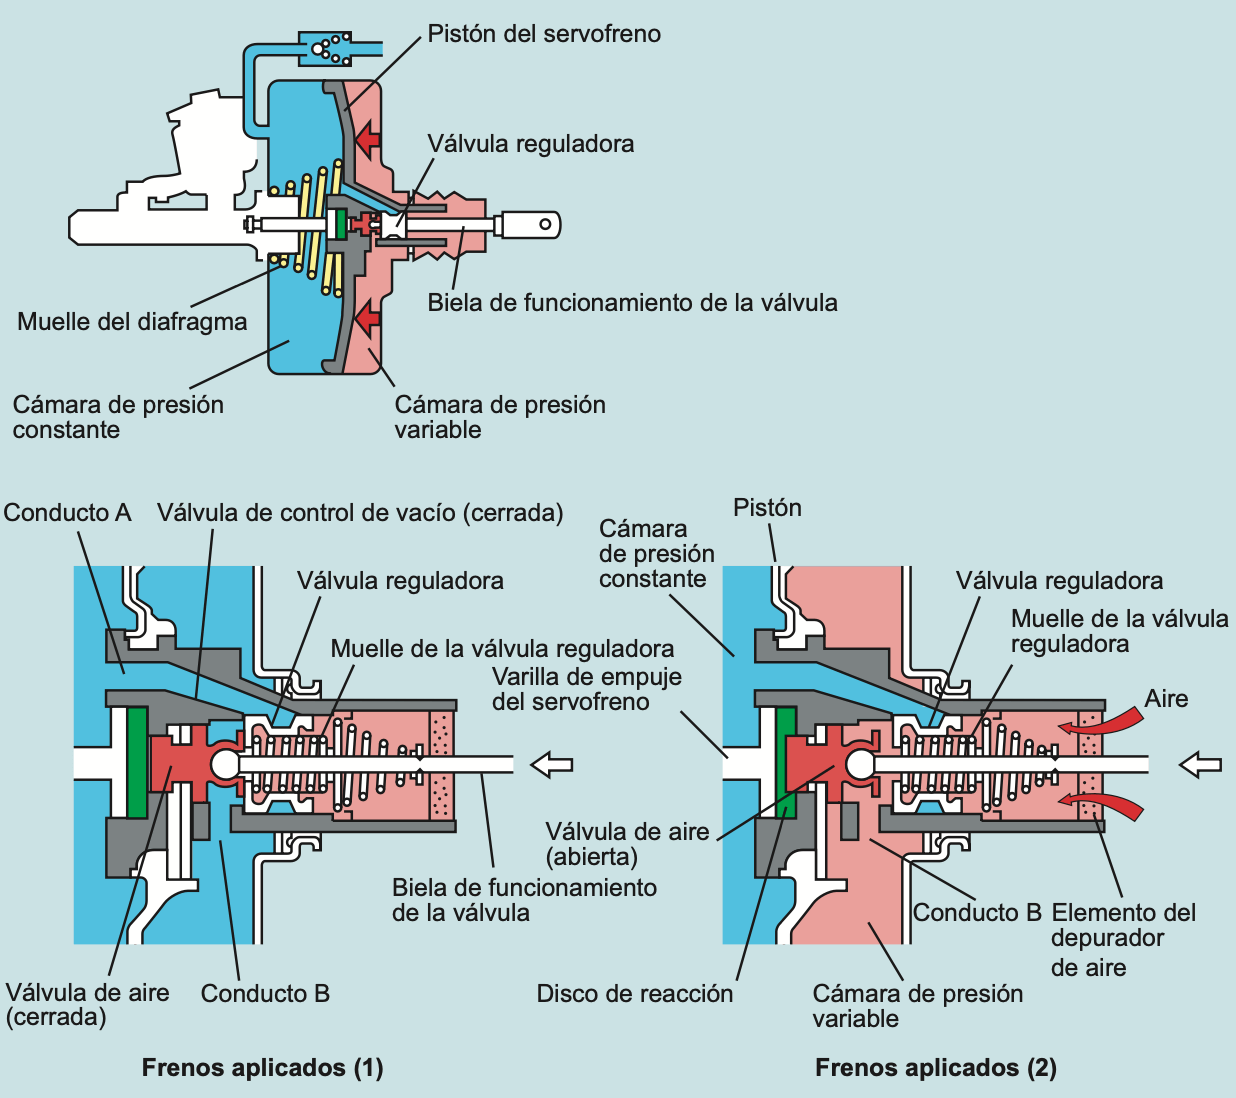 Pistón del servofreno
Válvula reguladora
Biela de funcionamiento de la válvula
Muelle del diafragma
Cámara de presión
constante
Cámara de presión
variable
Conducto A
Válvula de control de vacío (cerrada)
Válvula reguladora
Muelle de la válvula reguladora
Varilla de empuje
del servofreno
Biela de funcionamiento
de la válvula
Válvula de aire
(cerrada)
Conducto B
Frenos aplicados (1)
Pistón
Cámara
de presión
constante
Válvula reguladora
Muelle de la válvula
reguladora
Aire
Válvula de aire
(abierta)
Conducto B
Elemento del
depurador
de aire
Disco de reacción
Cámara de presión
variable
Frenos aplicados (2)